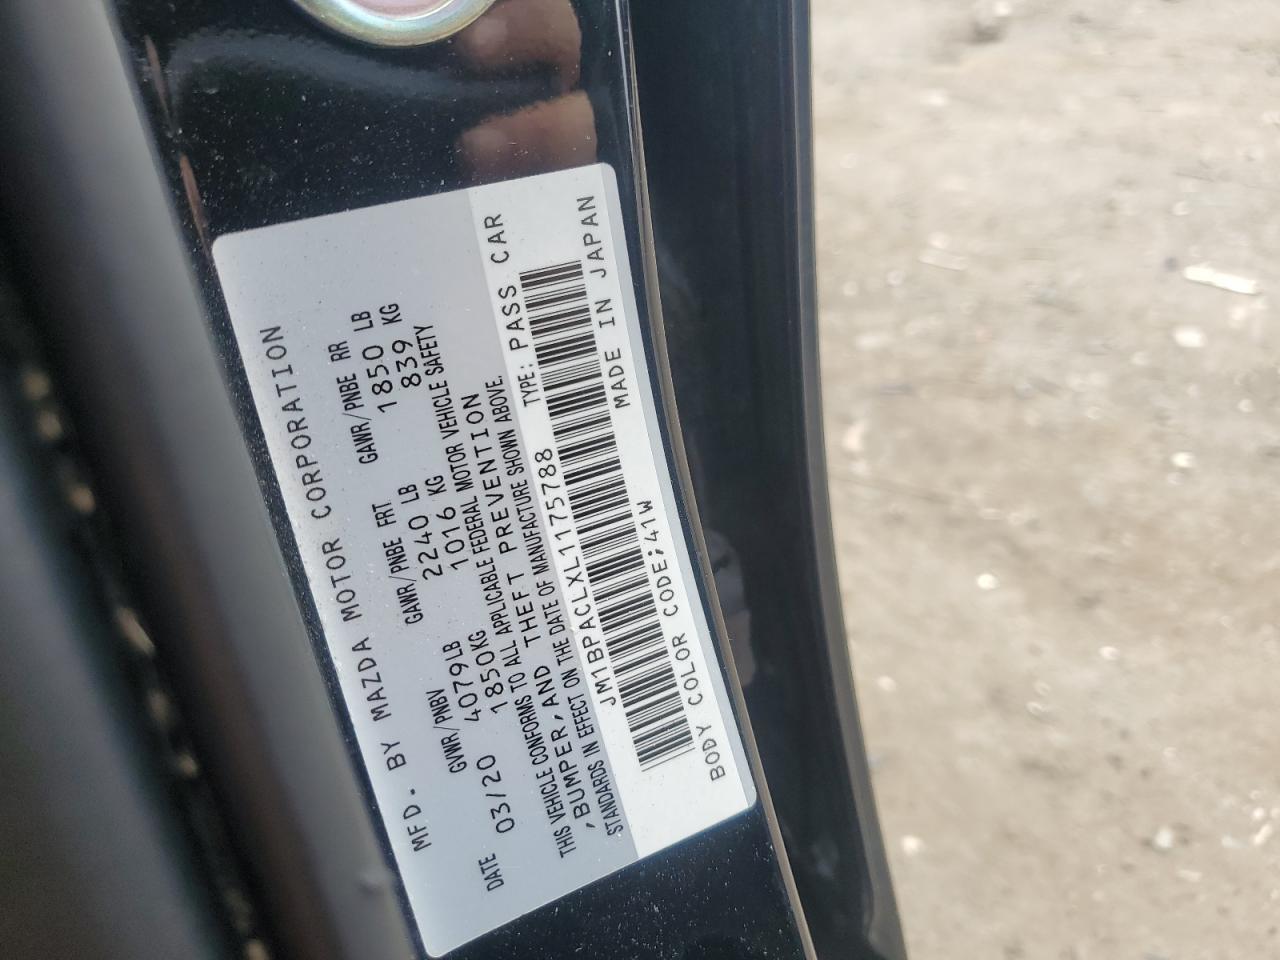 MFD. BY MAZDA MOTOR CORPORATION
GVWR/PNBV GAWR/PNBE FRT GAWR/PNBE RR
DATE 03/20 4079LB 2240 LB 1850 LB
1850KG 1016 KG 839 KG
THIS VEHICLE CONFORMS TO ALL APPLICABLE FEDERAL MOTOR VEHICLE SAFETY
,BUMPER,AND THEFT PREVENTION
STANDARDS IN EFFECT ON THE DATE OF MANUFACTURE SHOWN ABOVE.
JM1BPACLXL1175788 TYPE: PASS CAR
BODY COLOR CODE;41W MADE IN JAPAN